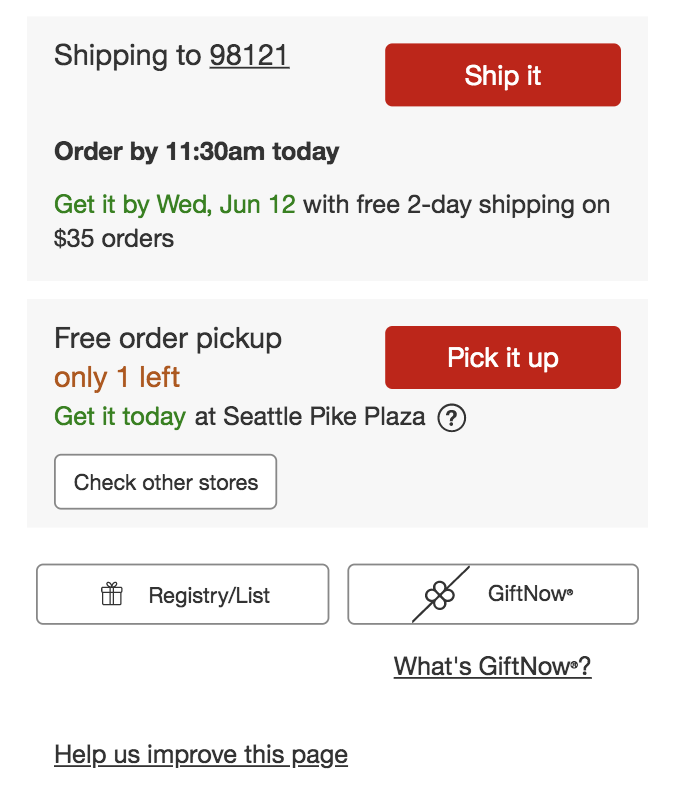 Shipping to 98121
Ship it
Order by 11:30am today
Get it by Wed, Jun 12 with free 2-day shipping on
$35 orders
Free order pickup
only 1 left
Pick it up
Get it today at Seattle Pike Plaza ?
Check other stores
Registry/List
GiftNow®
What's GiftNow®?
Help us improve this page